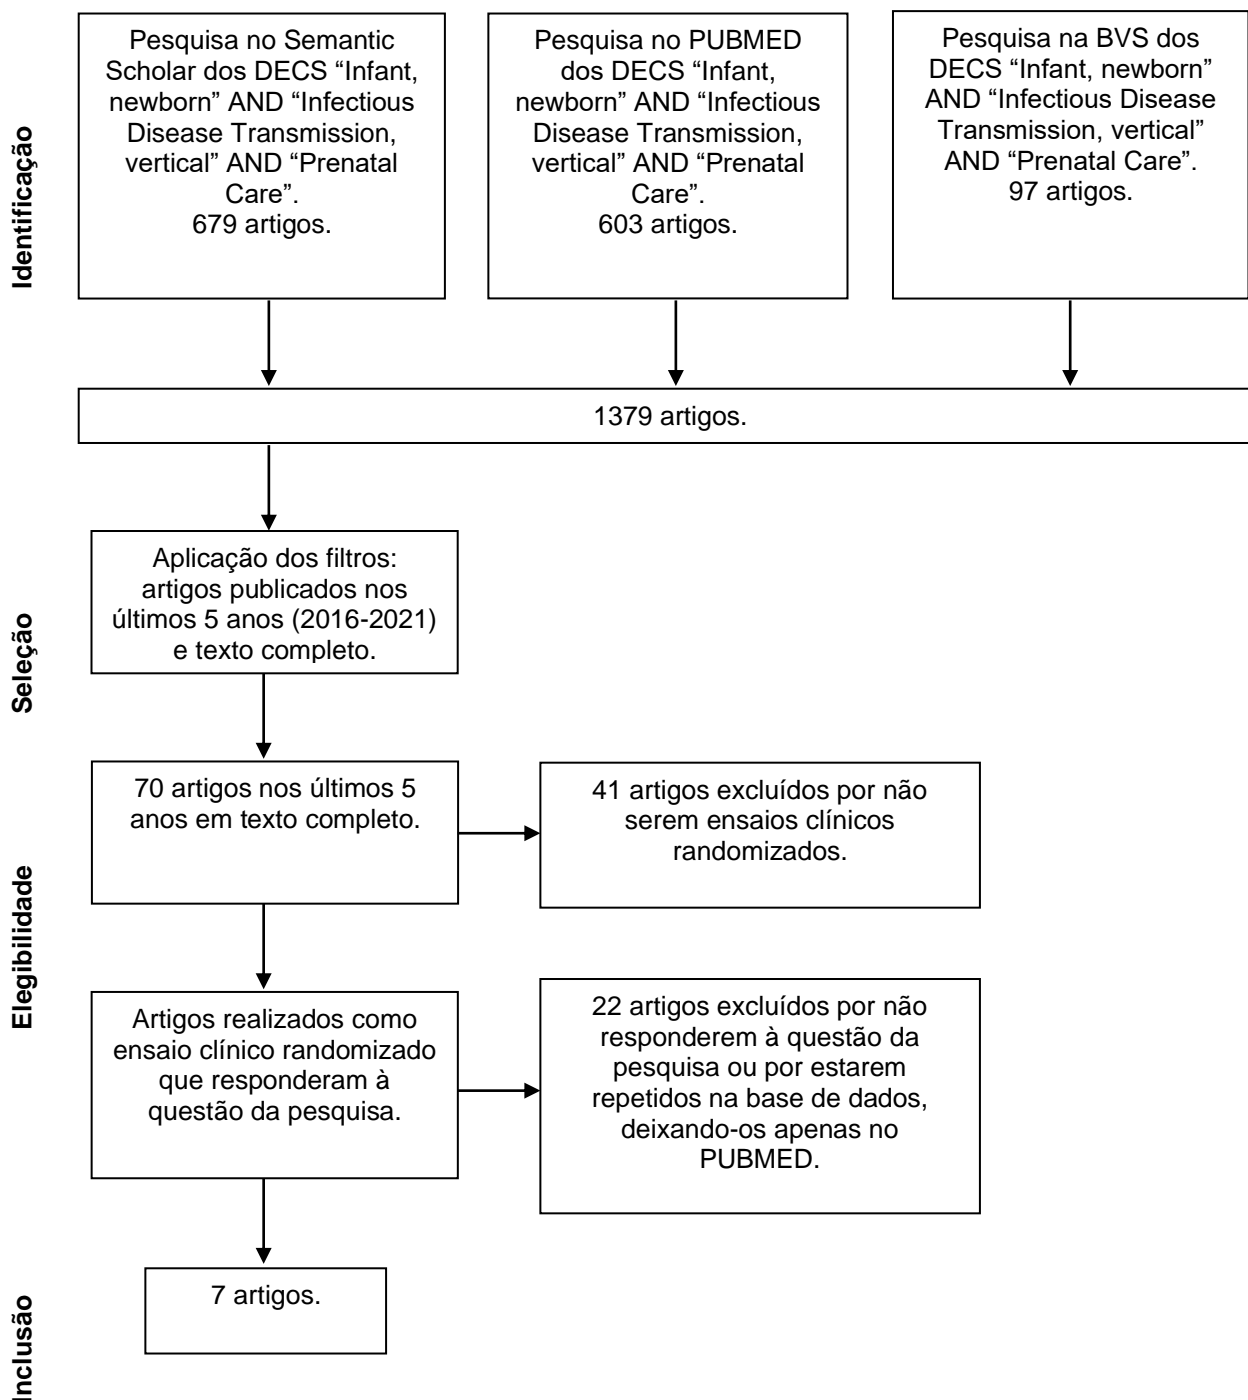 Identificação
Pesquisa no Semantic
Scholar dos DECS “Infant,
newborn” AND “Infectious
Disease Transmission,
vertical” AND “Prenatal
Care”.
679 artigos.
Pesquisa no PUBMED
dos DECS “Infant,
newborn” AND “Infectious
Disease Transmission,
vertical” AND “Prenatal
Care”.
603 artigos.
Pesquisa na BVS dos
DECS “Infant, newborn”
AND “Infectious Disease
Transmission, vertical”
AND “Prenatal Care”.
97 artigos.
1379 artigos.
Seleção
Aplicação dos filtros:
artigos publicados nos
últimos 5 anos (2016-2021)
e texto completo.
Elegibilidade
70 artigos nos últimos 5
anos em texto completo.
41 artigos excluídos por não
serem ensaios clínicos
randomizados.
Artigos realizados como
ensaio clínico randomizado
que responderam à
questão da pesquisa.
22 artigos excluídos por não
responderem à questão da
pesquisa ou por estarem
repetidos na base de dados,
deixando-os apenas no
PUBMED.
Inclusão
7 artigos.